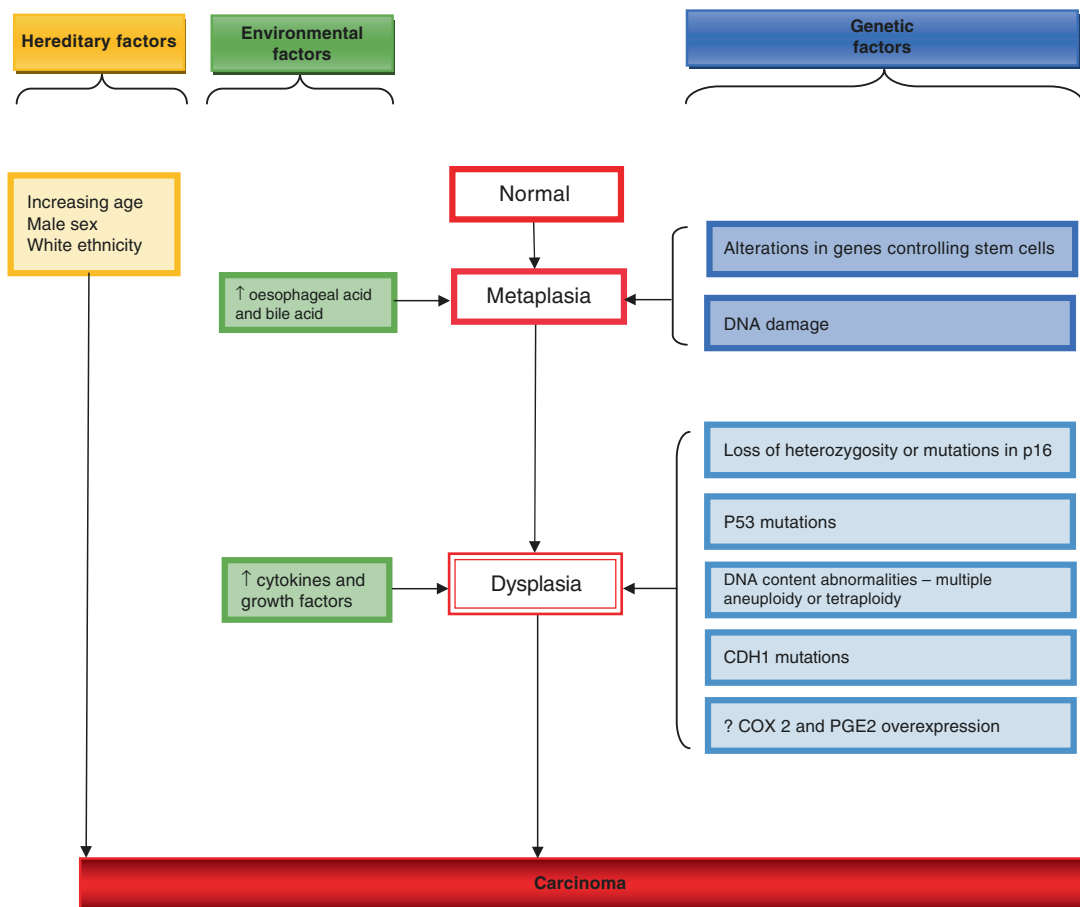 Hereditary factors
Environmental
factors
Genetic
factors
Increasing age
Male sex
White ethnicity
Normal
Alterations in genes controlling stem cells
↑ oesophageal acid
and bile acid
Metaplasia
DNA damage
Loss of heterozygosity or mutations in p16
P53 mutations
↑ cytokines and
growth factors
Dysplasia
DNA content abnormalities – multiple
aneuploidy or tetraploidy
CDH1 mutations
? COX 2 and PGE2 overexpression
Carcinoma